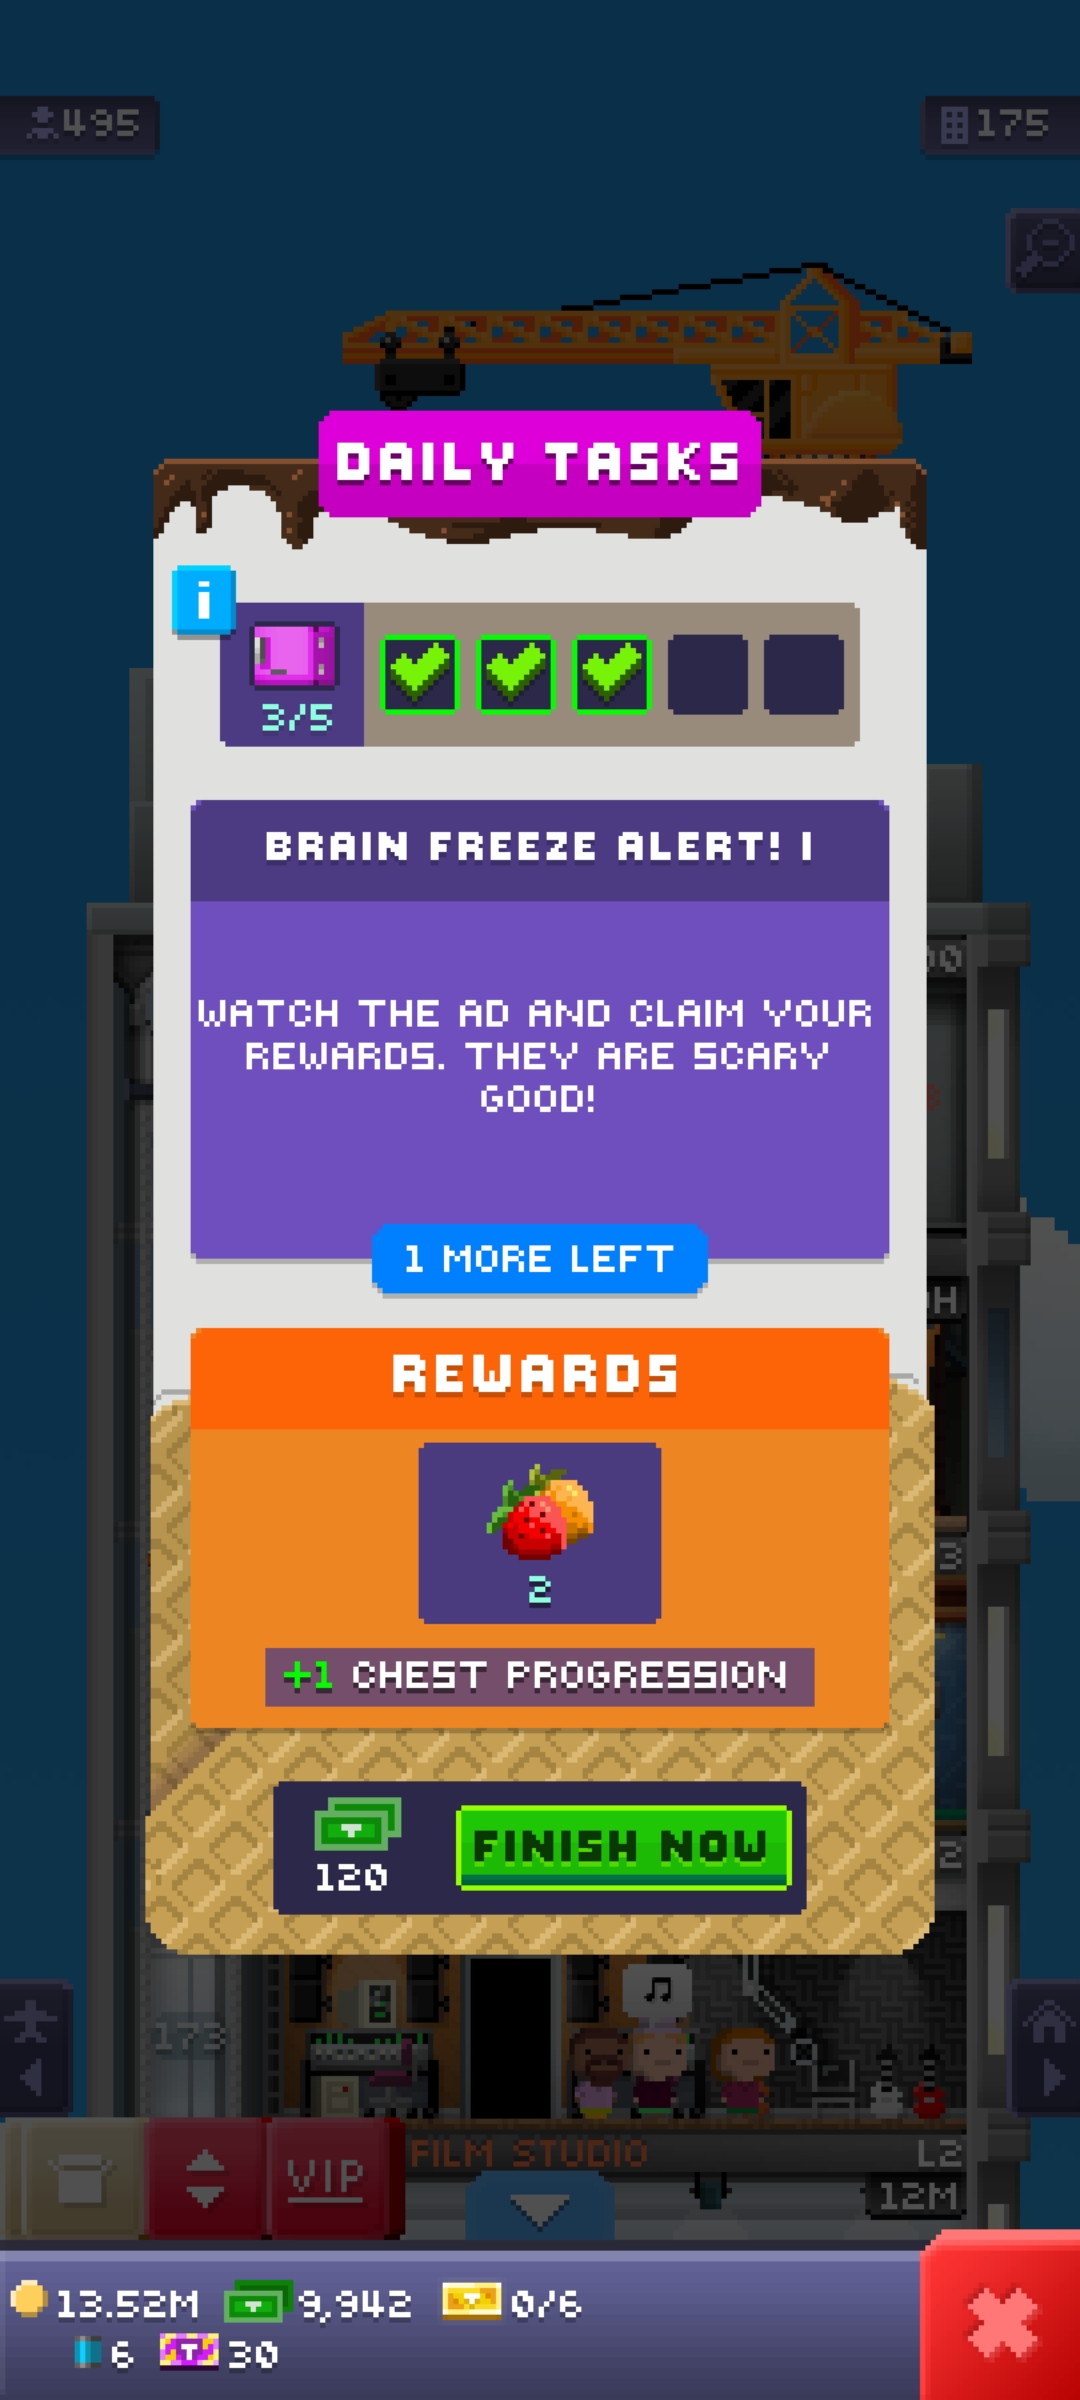 495
175
DAILY TASKS
i
3/5
BRAIN FREEZE ALERT! I
WATCH THE AD AND CLAIM YOUR
REWARDS. THEY ARE SCARY
GOOD!
1 MORE LEFT
REWARDS
2
+1 CHEST PROGRESSION
120
FINISH NOW
3
2
173
FILM STUDIO
L2
VIP
12M
13.52M
9,942
0/6
6
30